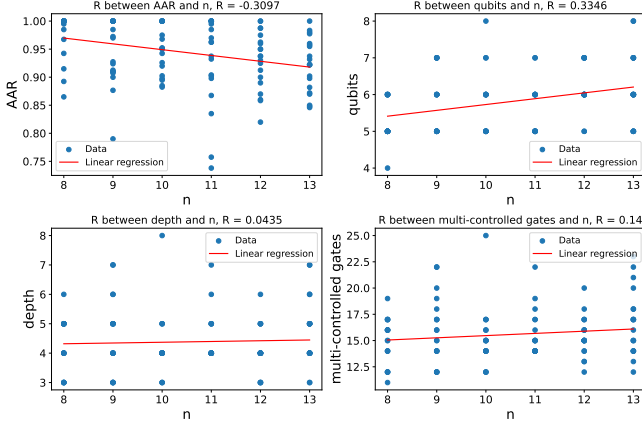 R between AAR and n, R = -0.3097
1.00
0.95
0.90
0.85
0.80
0.75
AAR
Data
Linear regression
8 9 10 11 12 13
n
R between qubits and n, R = 0.3346
8
7
6
5
4
qubits
Data
Linear regression
8 9 10 11 12 13
n
R between depth and n, R = 0.0435
8
7
6
5
4
3
depth
Data
Linear regression
8 9 10 11 12 13
n
R between multi-controlled gates and n, R = 0.14
25.0
22.5
20.0
17.5
15.0
12.5
multi-controlled gates
Data
Linear regression
8 9 10 11 12 13
n